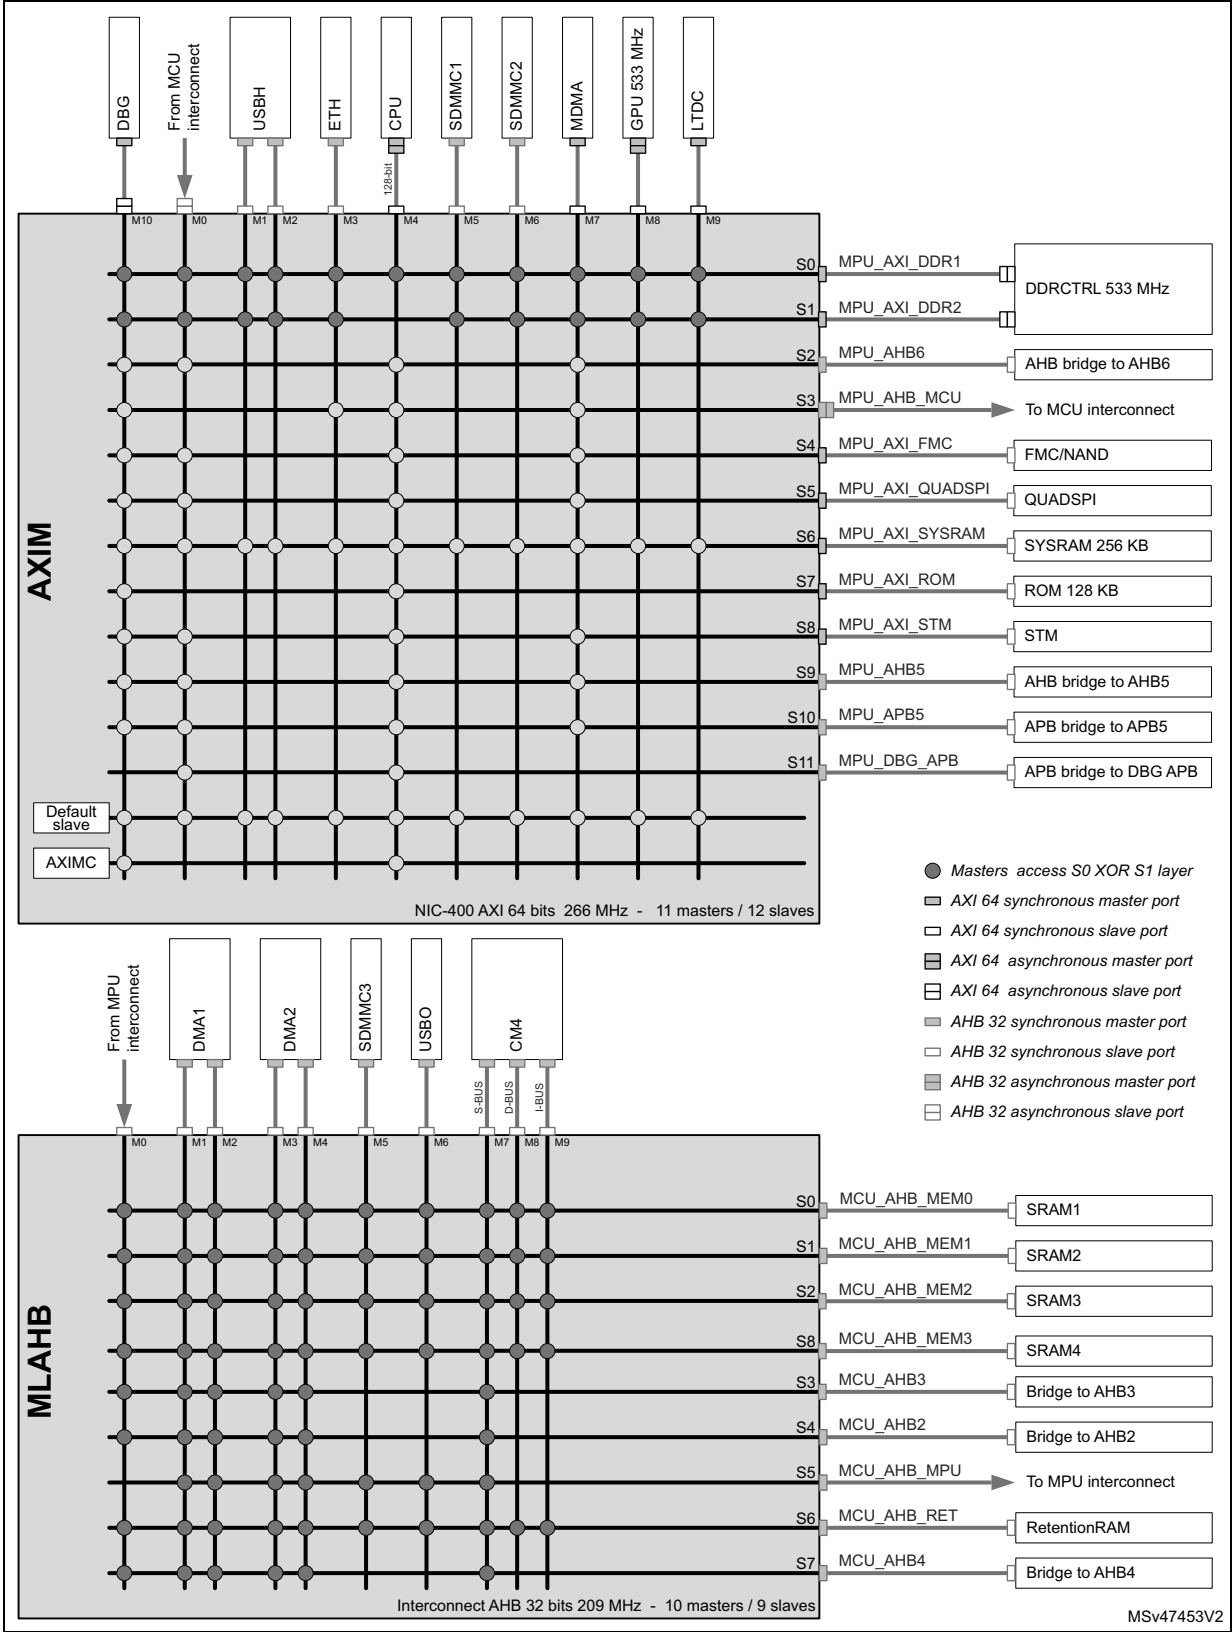 DBG
From MCU
interconnect
USBH
ETH
CPU
SDMMC1
SDMMC2
MDMA
GPU 533 MHz
LTDC
128-bit
M10
M0
M1
M2
M3
M4
M5
M6
M7
M8
M9
AXIM
S0
MPU_AXI_DDR1
DDRCTRL 533 MHz
S1
MPU_AXI_DDR2
S2
MPU_AHB6
AHB bridge to AHB6
S3
MPU_AHB_MCU
To MCU interconnect
S4
MPU_AXI_FMC
FMC/NAND
S5
MPU_AXI_QUADSPI
QUADSPI
S6
MPU_AXI_SYSRAM
SYSRAM 256 KB
S7
MPU_AXI_ROM
ROM 128 KB
S8
MPU_AXI_STM
STM
S9
MPU_AHB5
AHB bridge to AHB5
S10
MPU_APB5
APB bridge to APB5
S11
MPU_DBG_APB
APB bridge to DBG APB
Default
slave
AXIMC
NIC-400 AXI 64 bits 266 MHz - 11 masters / 12 slaves
Masters access S0 XOR S1 layer
AXI 64 synchronous master port
AXI 64 synchronous slave port
AXI 64 asynchronous master port
AXI 64 asynchronous slave port
AHB 32 synchronous master port
AHB 32 synchronous slave port
AHB 32 asynchronous master port
AHB 32 asynchronous slave port
From MPU
interconnect
DMA1
DMA2
SDMMC3
USBO
CM4
S-BUS
D-BUS
I-BUS
M0
M1
M2
M3
M4
M5
M6
M7
M8
M9
MLAHB
S0
MCU_AHB_MEM0
SRAM1
S1
MCU_AHB_MEM1
SRAM2
S2
MCU_AHB_MEM2
SRAM3
S8
MCU_AHB_MEM3
SRAM4
S3
MCU_AHB3
Bridge to AHB3
S4
MCU_AHB2
Bridge to AHB2
S5
MCU_AHB_MPU
To MPU interconnect
S6
MCU_AHB_RET
RetentionRAM
S7
MCU_AHB4
Bridge to AHB4
Interconnect AHB 32 bits 209 MHz - 10 masters / 9 slaves
MSv47453V2